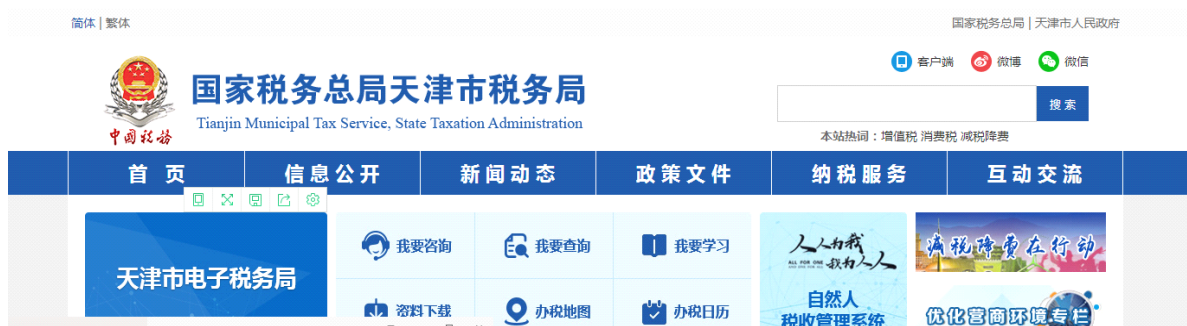 简体 | 繁体
国家税务总局 | 天津市人民政府
客户端 微博 微信
国家税务总局天津市税务局
Tianjin Municipal Tax Service, State Taxation Administration
中国税务
搜 索
本站热词：增值税 消费税 减税降费
首 页 信息公开 新闻动态 政策文件 纳税服务 互动交流
天津市电子税务局
我要咨询 我要查询 我要学习
资料下载 办税地图 办税日历
人人为我
ALL FOR ONE
我为人人
自然人
税收管理系统
减税降费在行动
优化营商环境专栏